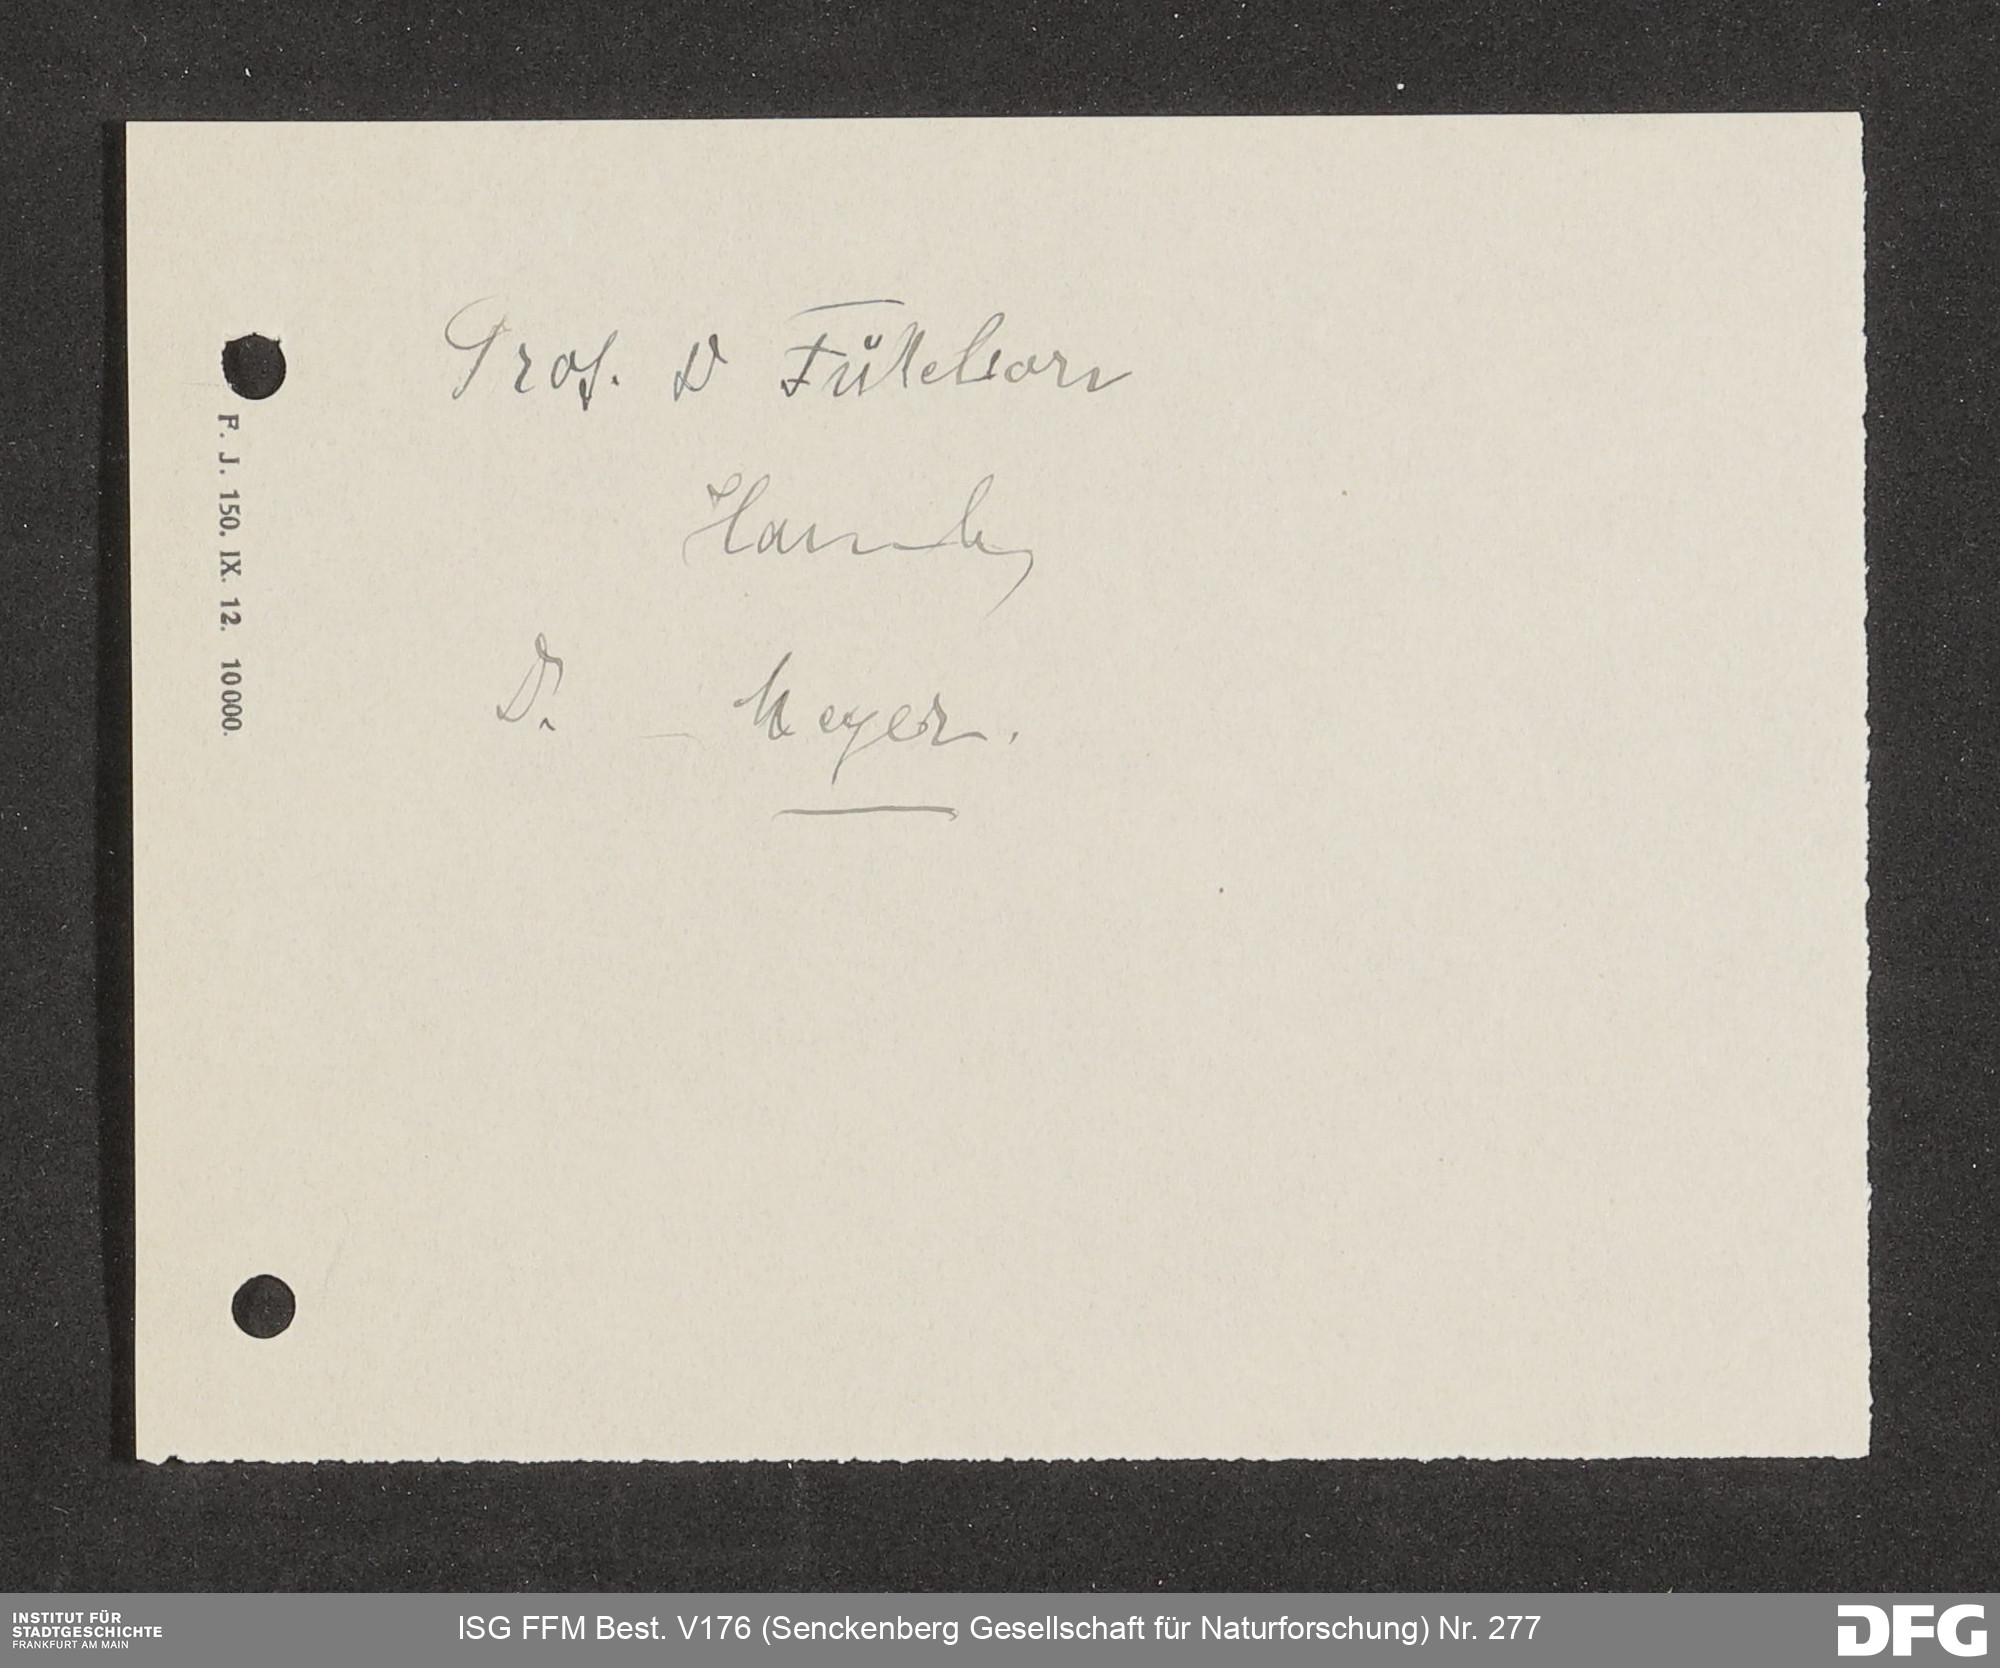 Prof. Dr Fülleborn
Hamburg
Dr. Meyer.
F. J. 150. IX. 12. 10000.
INSTITUT FÜR
STADTGESCHICHTE
FRANKFURT AM MAIN
ISG FFM Best. V176 (Senckenberg Gesellschaft für Naturforschung) Nr. 277
DFG